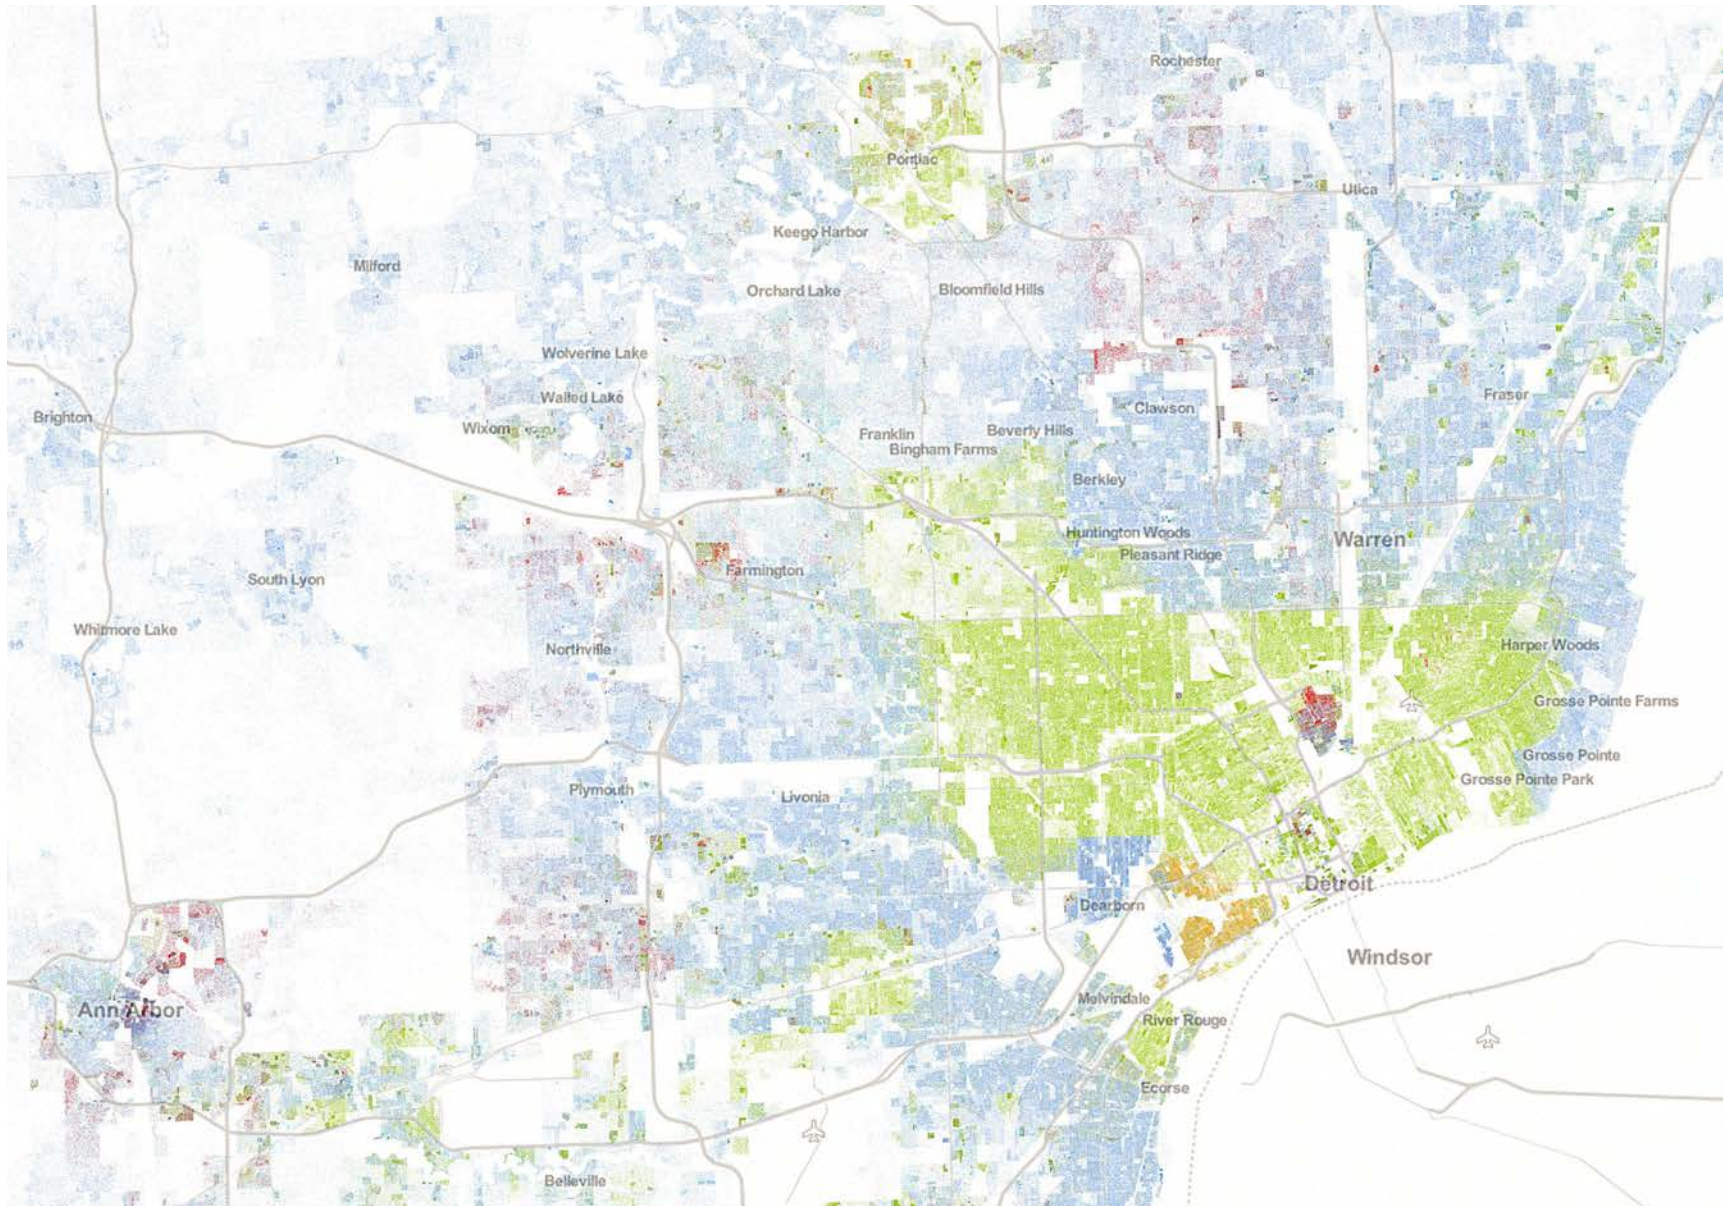 Rochester
Pontiac
Utica
Keego Harbor
Milford
Orchard Lake
Bloomfield Hills
Wolverine Lake
Walled Lake
Brighton
Wixom
Clawson
Fraser
Franklin
Beverly Hills
Bingham Farms
Berkley
Huntington Woods
Warren
Pleasant Ridge
Farmington
South Lyon
Whitmore Lake
Northville
Harper Woods
Grosse Pointe Farms
Grosse Pointe
Grosse Pointe Park
Plymouth
Livonia
Detroit
Dearborn
Windsor
Melvindale
Ann Arbor
River Rouge
Ecorse
Belleville